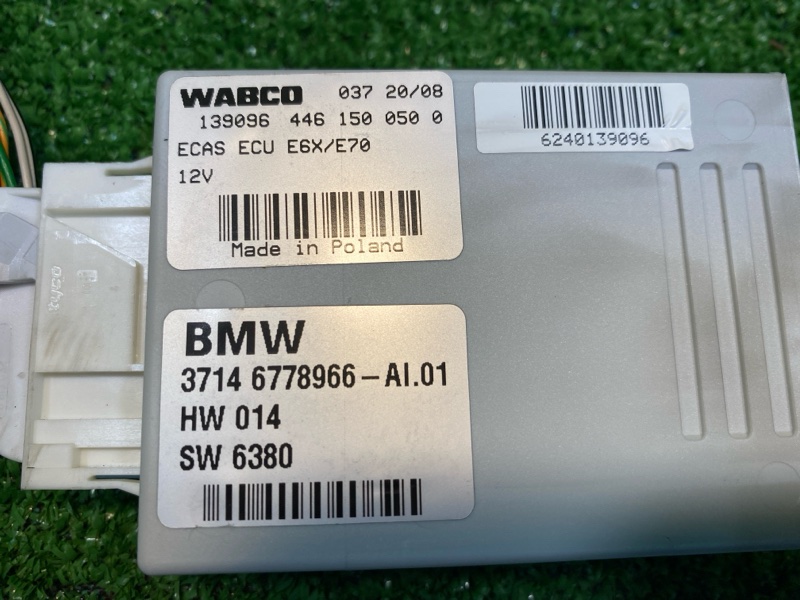 WABCO 037 20/08
139096 446 150 050 0
ECAS ECU E6X/E70
12V
Made in Poland
6240139096
tyco
BMW
3714 6778966-AI.01
HW 014
SW 6380